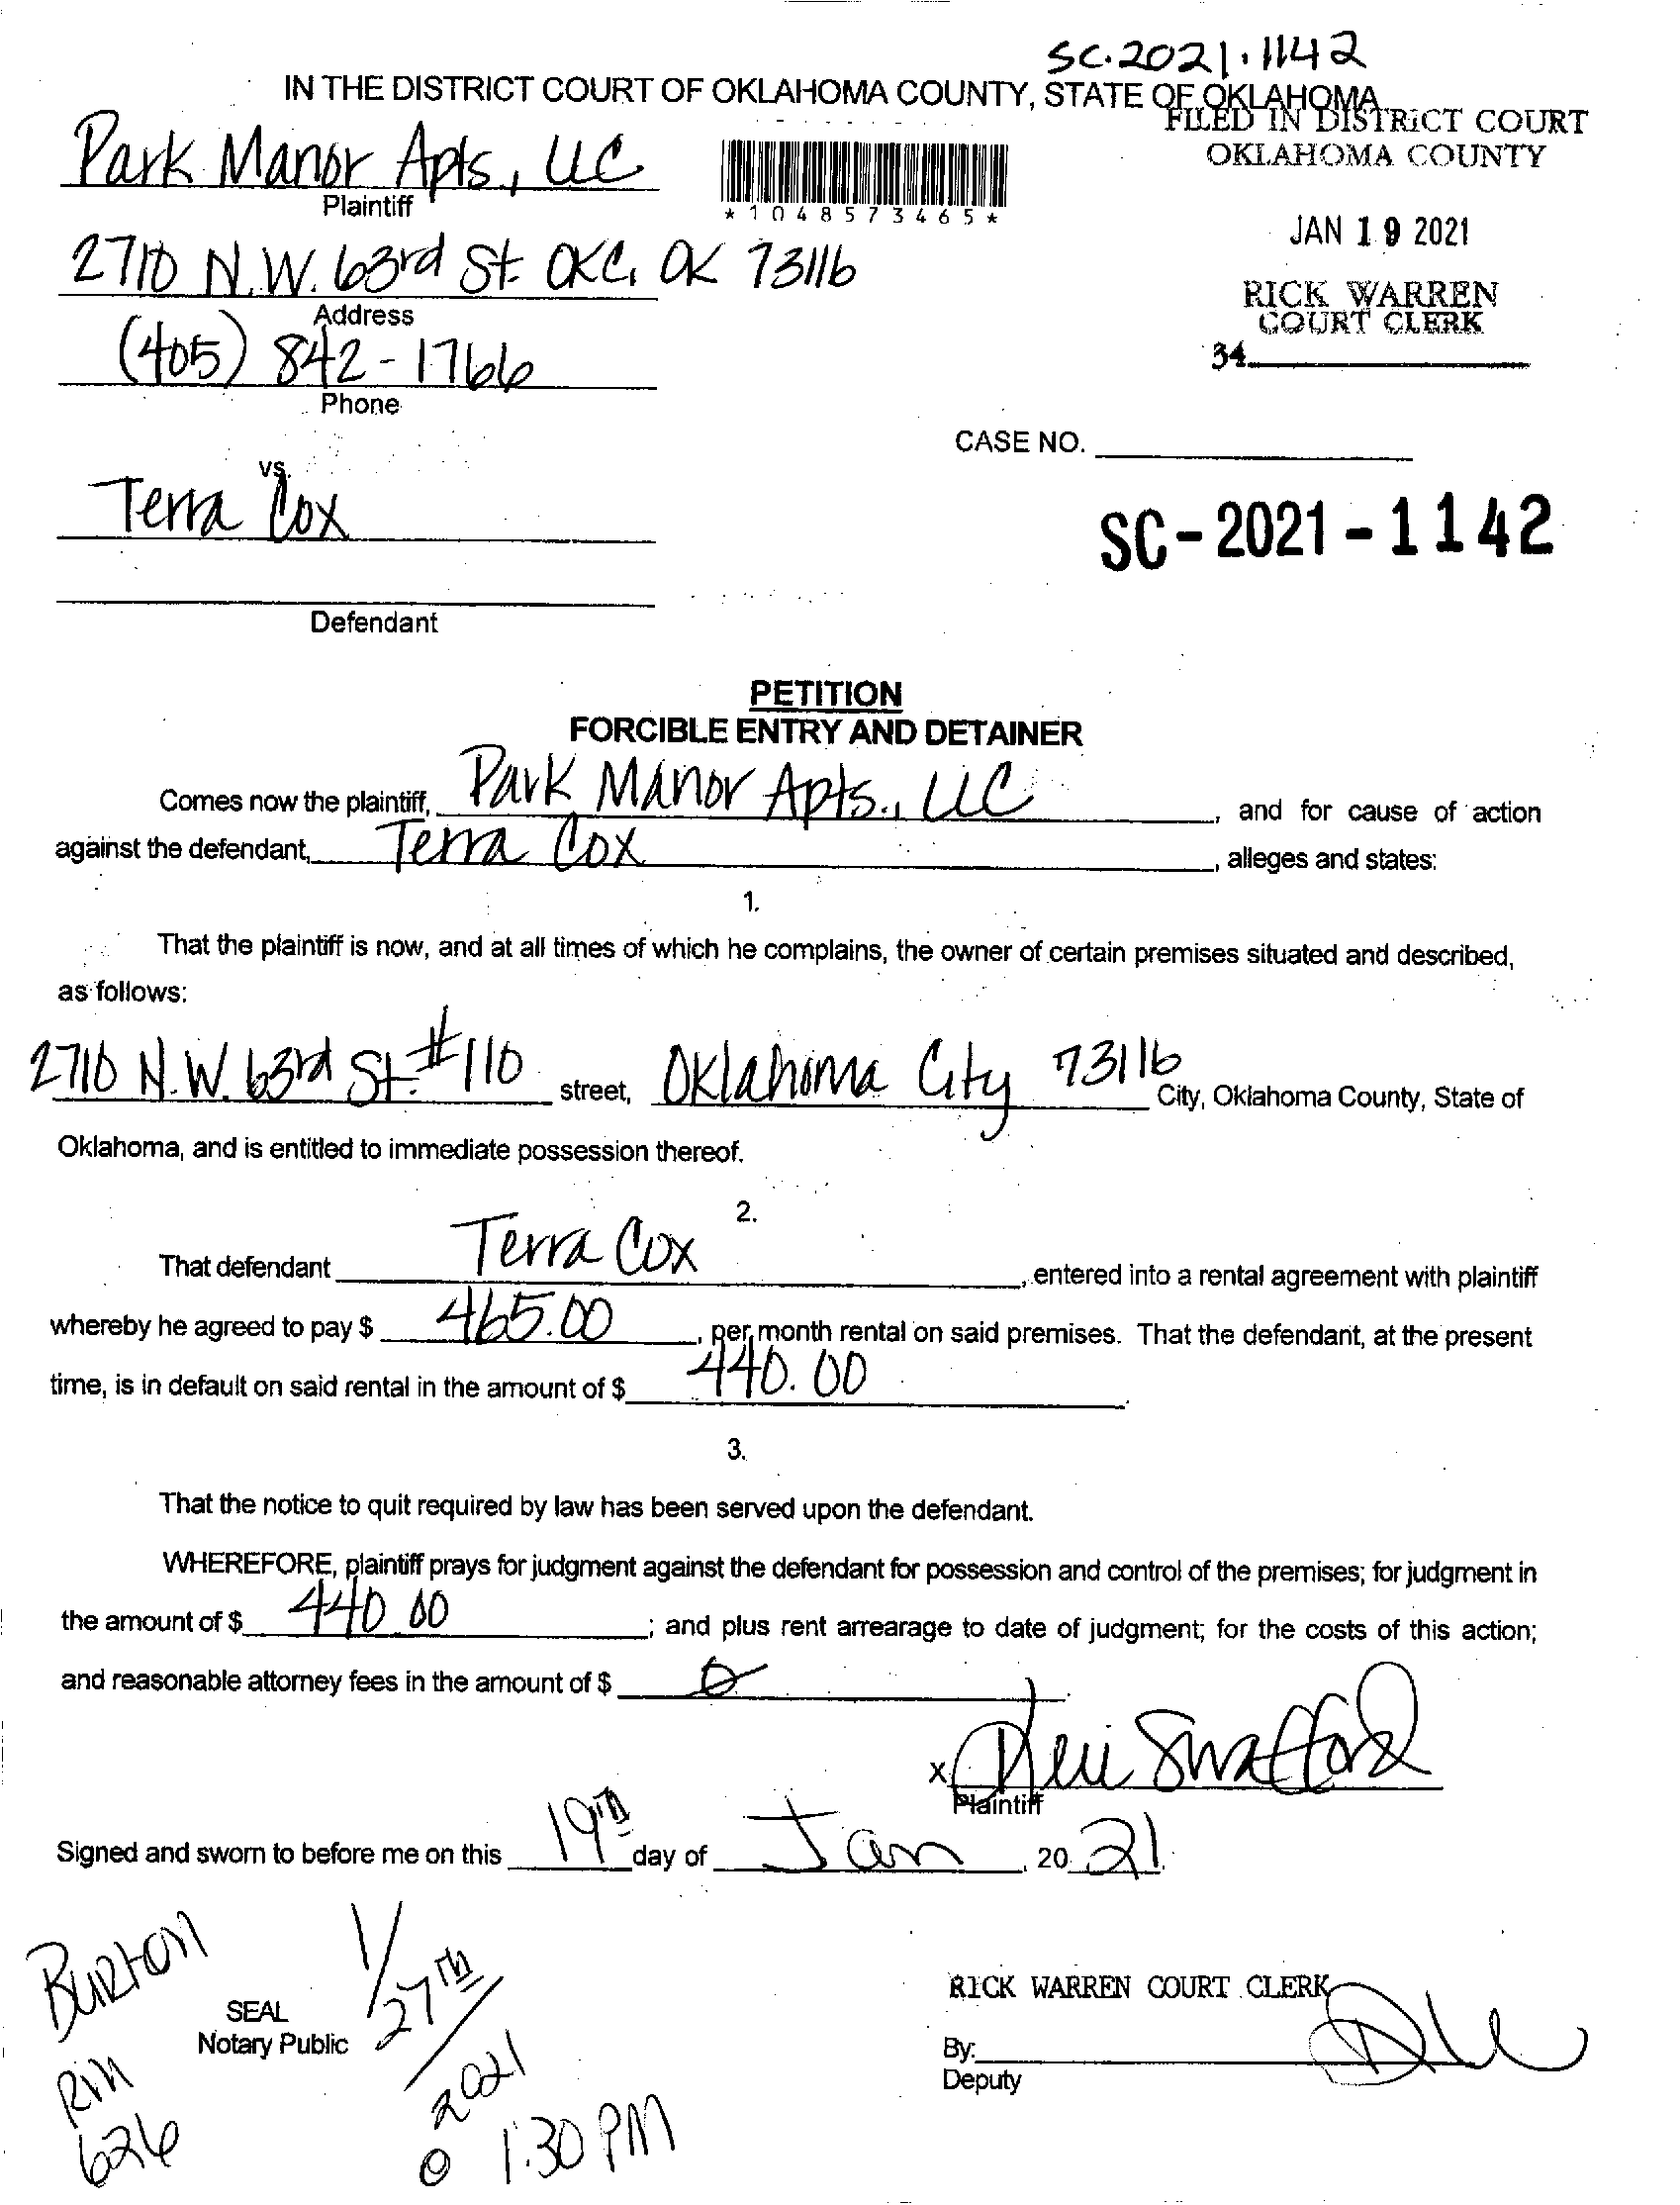 SC.2021.1142
IN THE DISTRICT COURT OF OKLAHOMA COUNTY, STATE OF OKLAHOMA
FILED IN DISTRICT COURT
OKLAHOMA COUNTY
Park Manor Apts., LLC
Plaintiff
*1048573465*
JAN 19 2021
2710 N.W. 63rd St. OKC, OK 73116
Address
RICK WARREN
COURT CLERK
(405) 842-1766
34
Phone
CASE NO.
vs.
Terra Cox
SC-2021-1142
Defendant
PETITION
FORCIBLE ENTRY AND DETAINER
Comes now the plaintiff, Park Manor Apts., LLC, and for cause of action
against the defendant, Terra Cox, alleges and states:
1.
That the plaintiff is now, and at all times of which he complains, the owner of certain premises situated and described,
as follows:
2710 N.W. 63rd St. #110 street, Oklahoma City 73116 City, Oklahoma County, State of
Oklahoma, and is entitled to immediate possession thereof.
2.
That defendant Terra Cox, entered into a rental agreement with plaintiff
whereby he agreed to pay $ 465.00, per month rental on said premises. That the defendant, at the present
time, is in default on said rental in the amount of $ 440.00.
3.
That the notice to quit required by law has been served upon the defendant.
WHEREFORE, plaintiff prays for judgment against the defendant for possession and control of the premises; for judgment in
the amount of $ 440.00; and plus rent arrearage to date of judgment; for the costs of this action;
and reasonable attorney fees in the amount of $ 0
x Swafford
Plaintiff
Signed and sworn to before me on this 19th day of Jan, 2021.
Burton
Rm
626
SEAL
Notary Public
1/27th/2021
@ 1:30 PM
RICK WARREN COURT CLERK
By:
Deputy